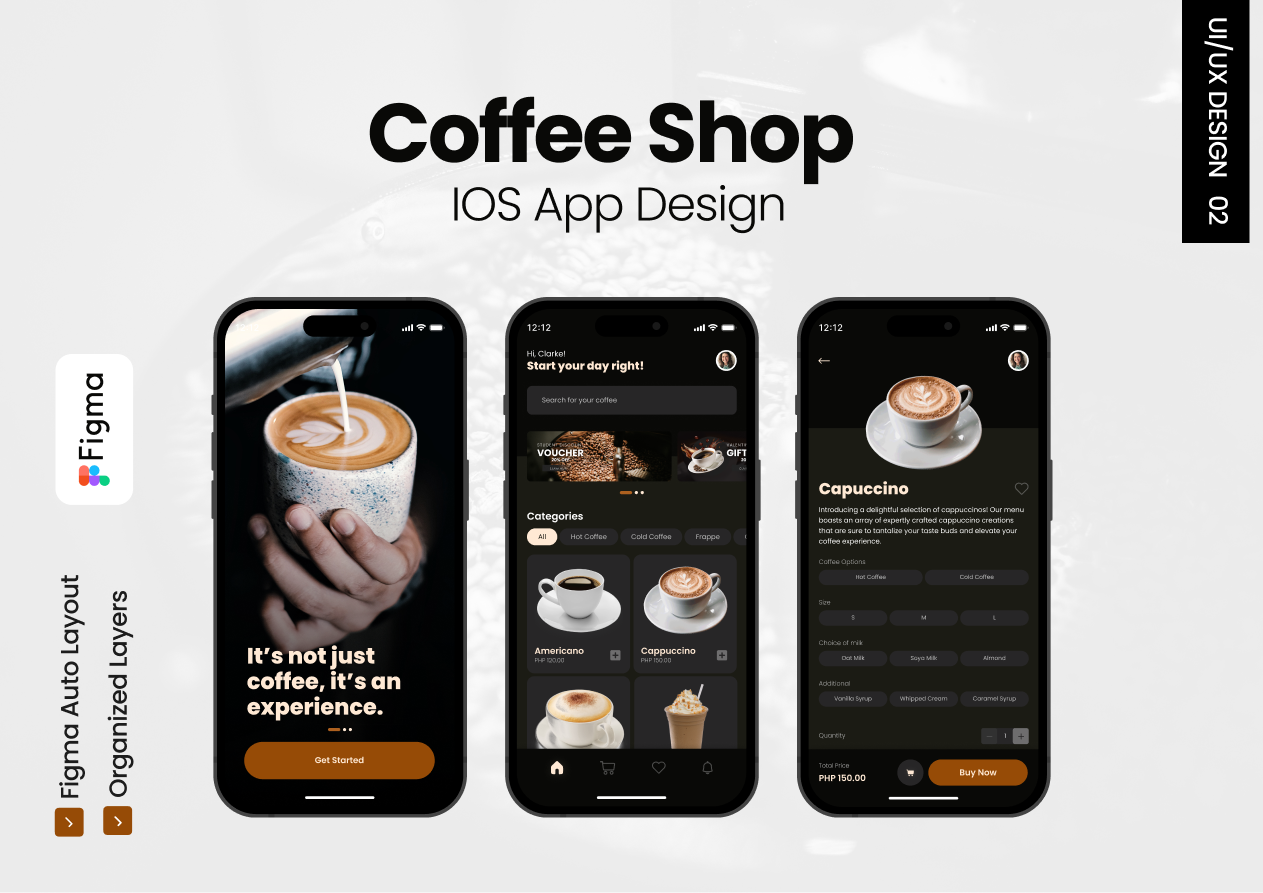 UI/UX DESIGN 02
Coffee Shop
IOS App Design
Figma
Figma Auto Layout
Organized Layers
It's not just
coffee, it's an
experience.
Get Started
12:12
Hi, Clarke!
Start your day right!
Search for your coffee
STUDENT DISCOUNT
VOUCHER
20% OFF
VALENTI
GIFT
Categories
All
Hot Coffee
Cold Coffee
Frappe
Americano
PHP 120.00
Cappuccino
PHP 150.00
12:12
Capuccino
Introducing a delightful selection of cappuccinos! Our menu
boasts an array of expertly crafted cappuccino creations
that are sure to tantalize your taste buds and elevate your
coffee experience.
Coffee Options
Hot Coffee
Cold Coffee
Size
S
M
L
Choice of milk
Oat Milk
Soya Milk
Almond
Additional
Vanilla Syrup
Whipped Cream
Caramel Syrup
Quantity
1
Total Price
PHP 150.00
Buy Now